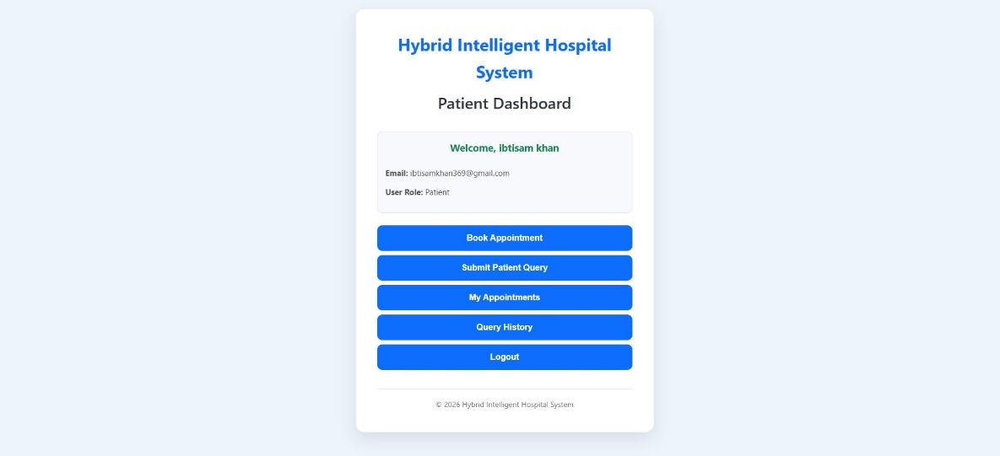 Hybrid Intelligent Hospital
System
Patient Dashboard
Welcome, ibtisam khan
Email: ibtisamkhan369@gmail.com
User Role: Patient
Book Appointment
Submit Patient Query
My Appointments
Query History
Logout
© 2026 Hybrid Intelligent Hospital System